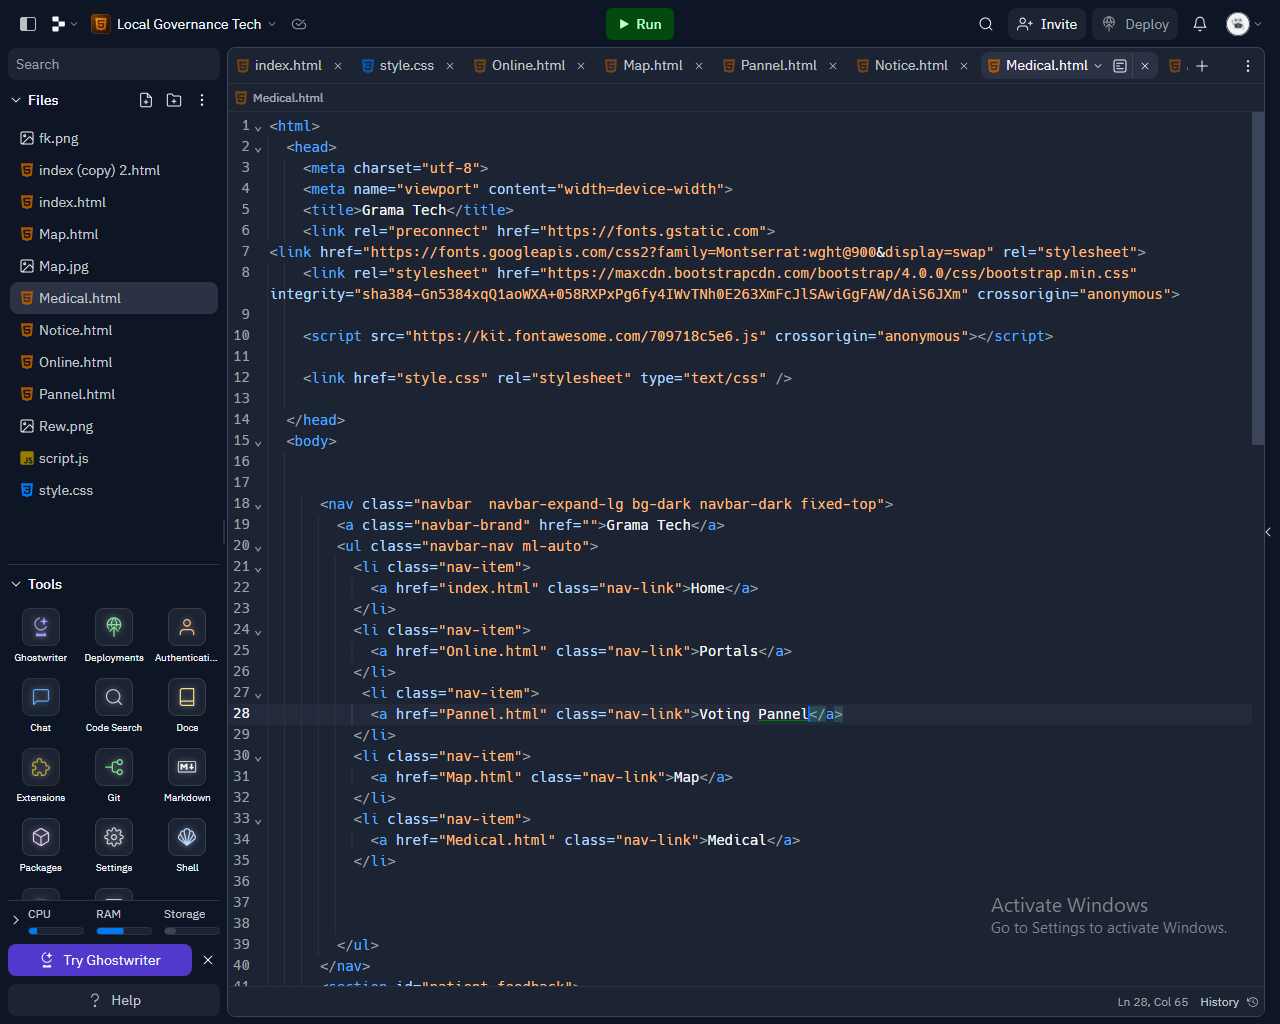 Local Governance Tech
Run
Invite
Deploy
Search
index.html
style.css
Online.html
Map.html
Pannel.html
Notice.html
Medical.html
Files
fk.png
index (copy) 2.html
index.html
Map.html
Map.jpg
Medical.html
Notice.html
Online.html
Pannel.html
Rew.png
script.js
style.css
Tools
Ghostwriter
Deployments
Authenticati...
Chat
Code Search
Docs
Extensions
Git
Markdown
Packages
Settings
Shell
CPU
RAM
Storage
Try Ghostwriter
Help
Medical.html
1 <html>
2 <head>
3 <meta charset="utf-8">
4 <meta name="viewport" content="width=device-width">
5 <title>Grama Tech</title>
6 <link rel="preconnect" href="https://fonts.gstatic.com">
7 <link href="https://fonts.googleapis.com/css2?family=Montserrat:wght@900&display=swap" rel="stylesheet">
8 <link rel="stylesheet" href="https://maxcdn.bootstrapcdn.com/bootstrap/4.0.0/css/bootstrap.min.css"
integrity="sha384-Gn5384xqQ1aoWXA+058RXPxPg6fy4IWvTNh0E263XmFcJlSAwiGgFAW/dAiS6JXm" crossorigin="anonymous">
9
10 <script src="https://kit.fontawesome.com/709718c5e6.js" crossorigin="anonymous"></script>
11
12 <link href="style.css" rel="stylesheet" type="text/css" />
13
14 </head>
15 <body>
16
17
18 <nav class="navbar  navbar-expand-lg bg-dark navbar-dark fixed-top">
19 <a class="navbar-brand" href="">Grama Tech</a>
20 <ul class="navbar-nav ml-auto">
21 <li class="nav-item">
22 <a href="index.html" class="nav-link">Home</a>
23 </li>
24 <li class="nav-item">
25 <a href="Online.html" class="nav-link">Portals</a>
26 </li>
27 <li class="nav-item">
28 <a href="Pannel.html" class="nav-link">Voting Pannel</a>
29 </li>
30 <li class="nav-item">
31 <a href="Map.html" class="nav-link">Map</a>
32 </li>
33 <li class="nav-item">
34 <a href="Medical.html" class="nav-link">Medical</a>
35 </li>
36
37
38
39 </ul>
40 </nav>
41 <section id="patient-feedback">
Activate Windows
Go to Settings to activate Windows.
Ln 28, Col 65
History